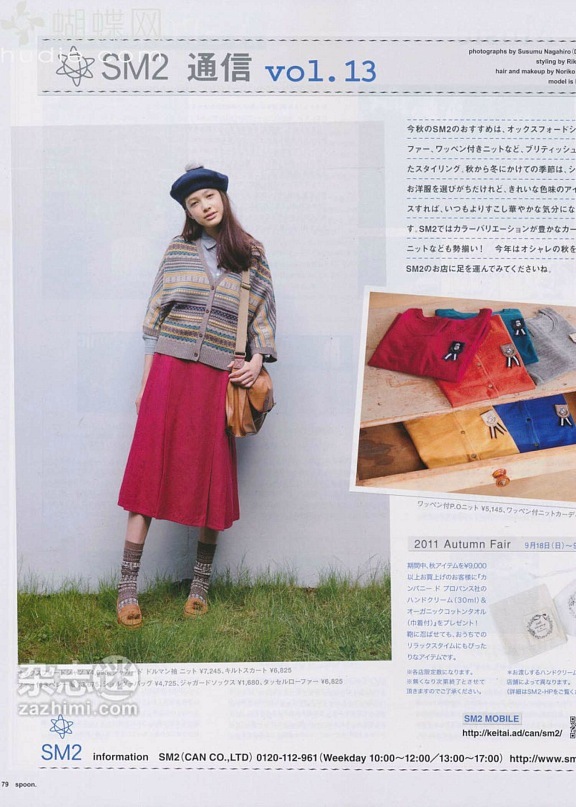 蝴蝶网
SM2 通信 vol.13
photographs by Susumu Nagahiro
styling by
hair and makeup by Noriko
model is
今秋のSM2のおすすめは、オックスフォードシ
ファー、ワッペン付きニットなど、ブリティッシュ
たスタイリング。秋から冬にかけての季節は、シ
お洋服を選びがちだけれど、きれいな色味のアイ
スすれば、いつもよりすこし華やかな気分にな
す。SM2ではカラーバリエーションが豊かなカー
ニットなども勢揃い！ 今年はオシャレの秋を
SM2のお店に足を運んでみてくださいね。
ワッペン付P.Oニット ¥5,145、ワッペン付ニットカーデ
2011 Autumn Fair 9月18日(日)〜
期間中、秋アイテムを¥9,000
以上お買上げのお客様に「カ
ンパニー ド プロバンス社の
ハンドクリーム(30ml)&
オーガニックコットンタオル
(巾着付)」をプレゼント!
鞄に忍ばせても、おうちでの
リラックスタイムにもぴった
りなアイテムです。
※各店限定数になります。
※無くなり次第終了とさせて
頂きますのでご了承ください。
※お渡しするハンドクリーム
店舗によって異なります。
(詳細はSM2-HPをご覧くだ
ドルマン袖 ニット ¥7,245、キルトスカート ¥6,825
バッグ ¥4,725、ジャガードソックス ¥1,680、タッセルローファー ¥6,825
杂志迷
zazhimi.com
SM2 MOBILE
http://keitai.ad/can/sm2/
SM2 information SM2(CAN CO.,LTD) 0120-112-961(Weekday 10:00〜12:00/13:00〜17:00) http://www.sm
79 spoon.